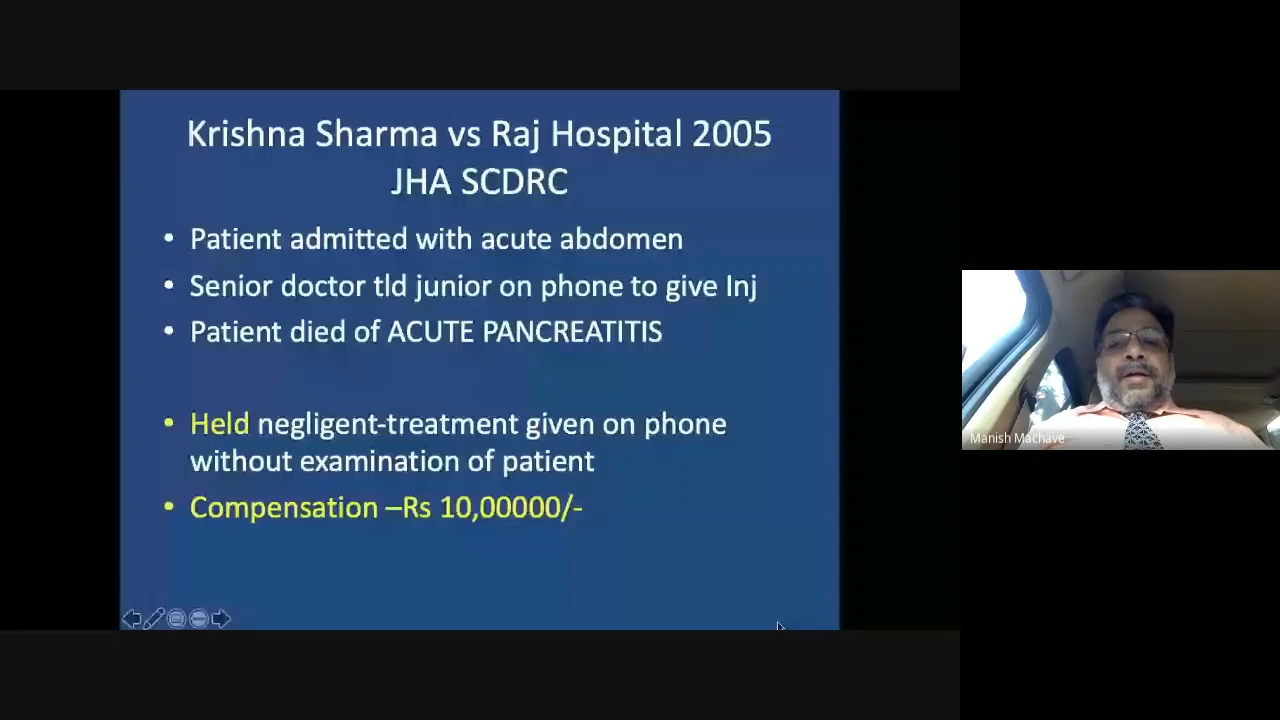 Krishna Sharma vs Raj Hospital 2005
JHA SCDRC
• Patient admitted with acute abdomen
• Senior doctor tld junior on phone to give Inj
• Patient died of ACUTE PANCREATITIS
• Held negligent-treatment given on phone
without examination of patient
• Compensation –Rs 10,00000/-
Manish Machave